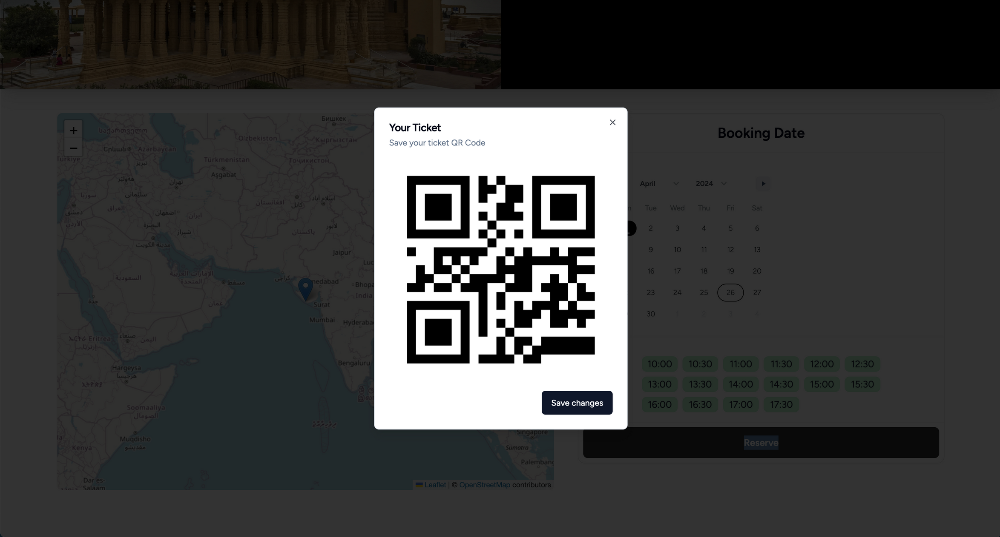 Your Ticket
Save your ticket QR Code
Save changes
+
−
Бишкек
საქართველო
O'zbekiston
Кыргызстан
Երևան
Azərbaycan
Türkiye
Türkmenistan
Тоҷикистон
تبریز
Aşgabat
هەولێر
تهران
سوريا
سلێمانی
افغانستان
کابل
اسلام آباد
العراق
دمشق
اصفهان
ایران
الأردن
البصرة
شیراز
پاکستان
لاہور
مدينة الكويت
Jaipur
Luc
الإمارات العربية
المتحدة
السعودية
مسقط
کراچی
medabad
Bhopa
India
جدة
عمان
Surat
Mumbai
Hyderaba
ኤርትራ Eritrea
إرتريا
صنعاء
اليمن
Bengaluru
Hargeysa
هرجيسا
Soomaaliya
الصومال
Muqdisho
مقديشو
Kenya
Singapore
Sumatra
Palembang
Dar es-
Salaam
Leaflet | © OpenStreetMap contributors
Booking Date
April 2024
n Tue Wed Thu Fri Sat
2 3 4 5 6
9 10 11 12 13
16 17 18 19 20
23 24 25 26 27
30 1 2 3 4
10:00 10:30 11:00 11:30 12:00 12:30
13:00 13:30 14:00 14:30 15:00 15:30
16:00 16:30 17:00 17:30
Reserve